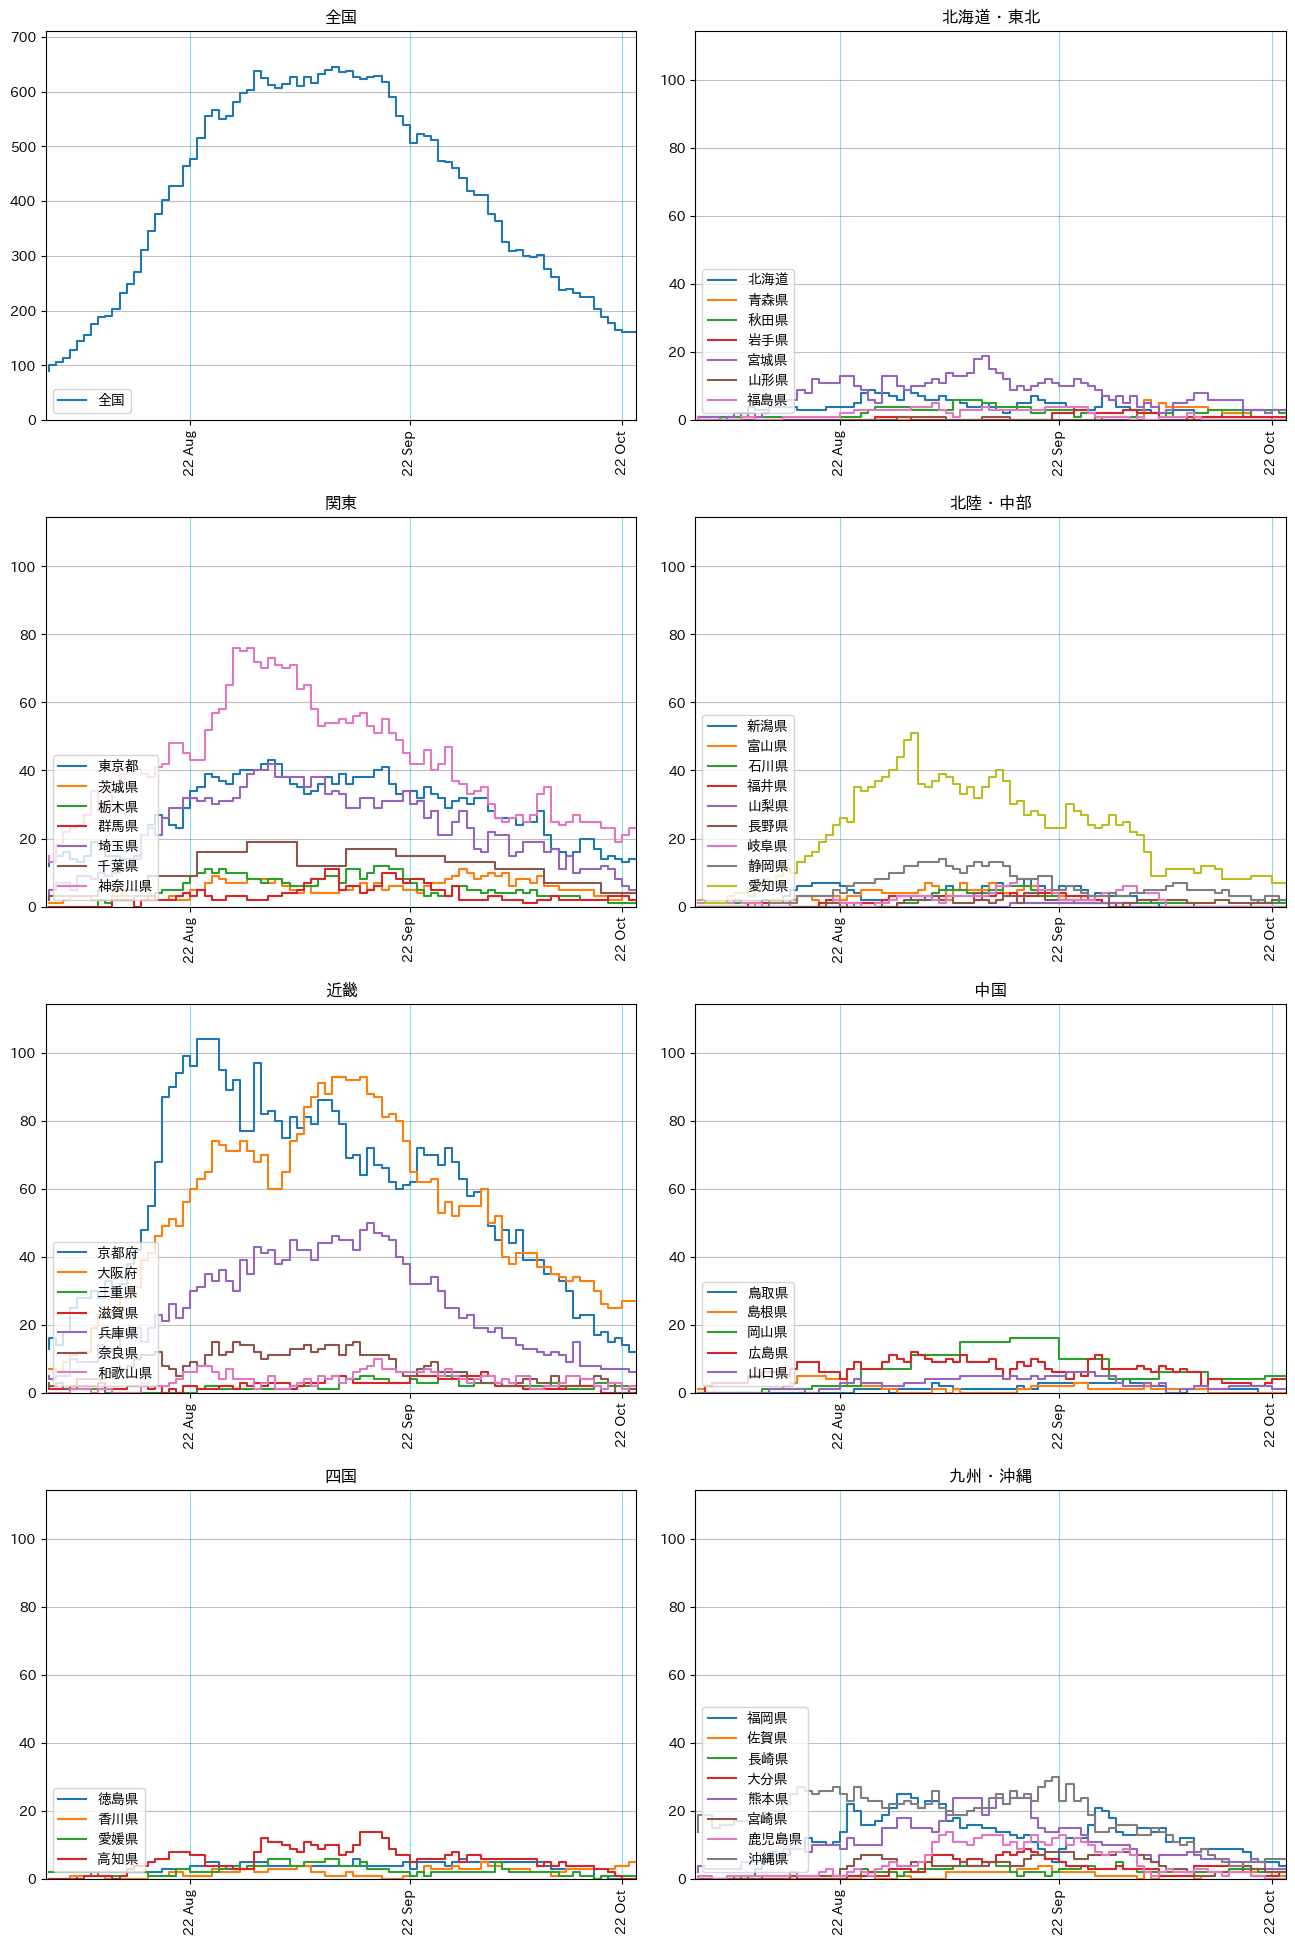 全国
700
600
500
400
300
200
100
0
全国
22 Aug
22 Sep
22 Oct
北海道・東北
100
80
60
40
20
0
北海道
青森県
秋田県
岩手県
宮城県
山形県
福島県
22 Aug
22 Sep
22 Oct
関東
100
80
60
40
20
0
東京都
茨城県
栃木県
群馬県
埼玉県
千葉県
神奈川県
22 Aug
22 Sep
22 Oct
北陸・中部
100
80
60
40
20
0
新潟県
富山県
石川県
福井県
山梨県
長野県
岐阜県
静岡県
愛知県
22 Aug
22 Sep
22 Oct
近畿
100
80
60
40
20
0
京都府
大阪府
三重県
滋賀県
兵庫県
奈良県
和歌山県
22 Aug
22 Sep
22 Oct
中国
100
80
60
40
20
0
鳥取県
島根県
岡山県
広島県
山口県
22 Aug
22 Sep
22 Oct
四国
100
80
60
40
20
0
徳島県
香川県
愛媛県
高知県
22 Aug
22 Sep
22 Oct
九州・沖縄
100
80
60
40
20
0
福岡県
佐賀県
長崎県
大分県
熊本県
宮崎県
鹿児島県
沖縄県
22 Aug
22 Sep
22 Oct